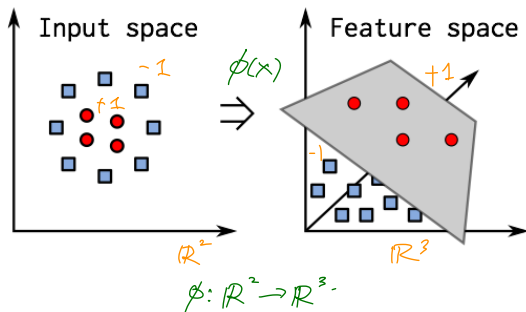 Input space
Feature space
-1
+1
ϕ(x)
⇒
+1
-1
ℝ²
ℝ³
ϕ: ℝ² → ℝ³.